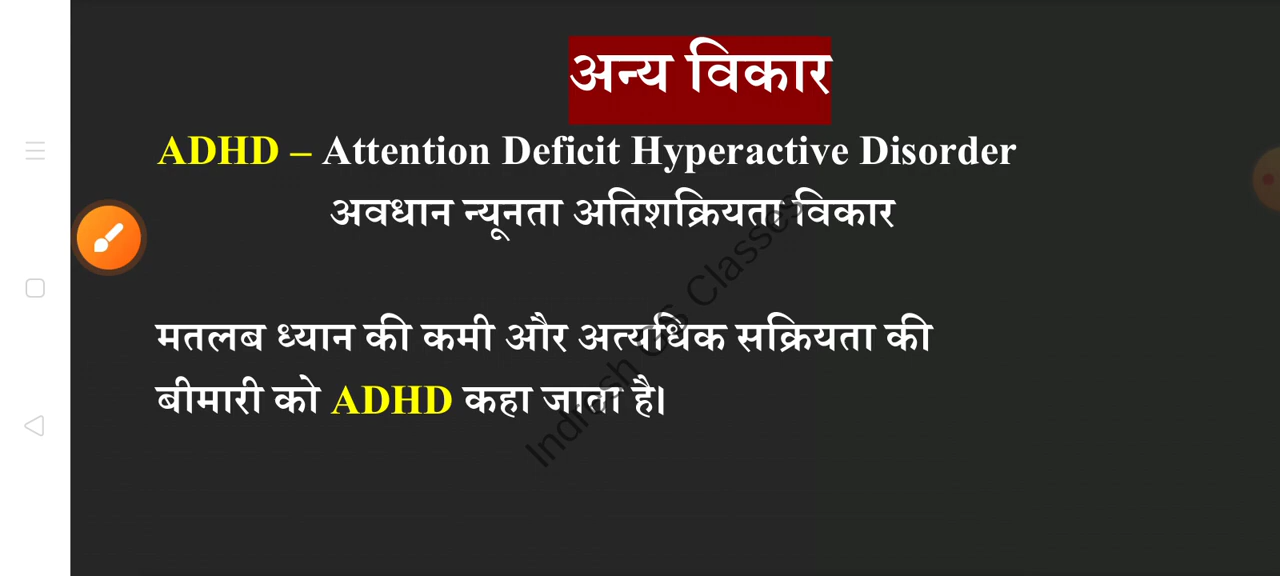 अन्य विकार
ADHD – Attention Deficit Hyperactive Disorder
अवधान न्यूनता अतिशक्रियता विकार
मतलब ध्यान की कमी और अत्यधिक सक्रियता की
बीमारी को ADHD कहा जाता है।
Classes